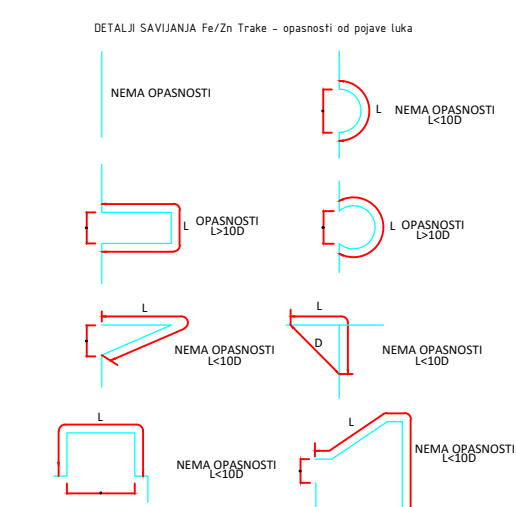 DETALJI SAVIJANJA Fe/Zn Trake - opasnosti od pojave luka
NEMA OPASNOSTI
L
NEMA OPASNOSTI
L<10D
L
OPASNOSTI
L>10D
L
OPASNOSTI
L>10D
L
NEMA OPASNOSTI
L<10D
L
D
NEMA OPASNOSTI
L<10D
L
NEMA OPASNOSTI
L<10D
L
NEMA OPASNOSTI
L<10D